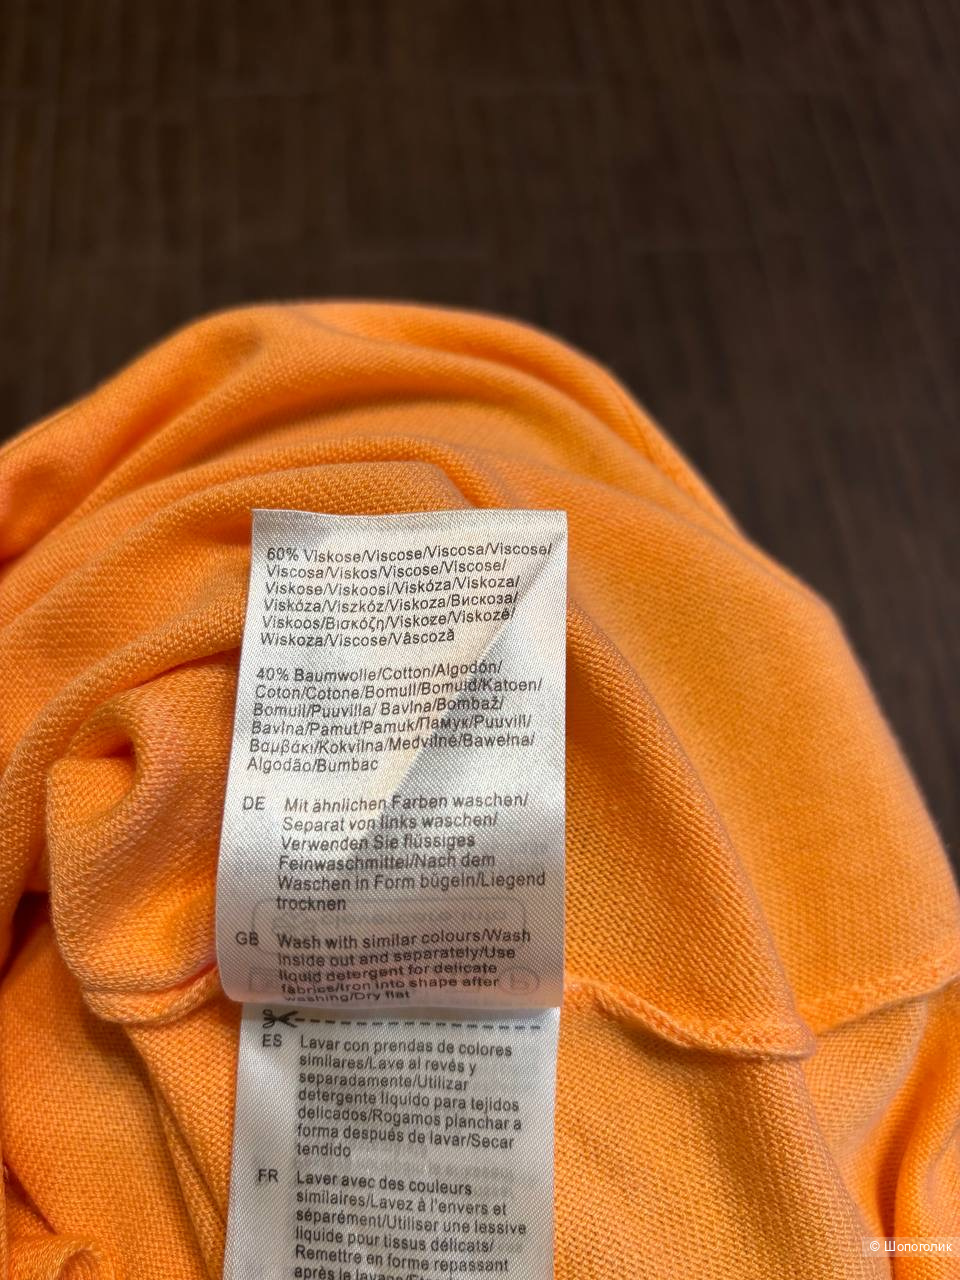 60% Viskose/Viscose/Viscosa/Viscose/
Viscosa/Viskos/Viscose/Viscose/
Viskose/Viskoosi/Viskóza/Viskoza/
Viskóza/Viszkóz/Viskoza/Вискоза/
Viskoos/Βισκόζη/Viskoze/Viskozė/
Wiskoza/Viscose/Vâscoză
40% Baumwolle/Cotton/Algodón/
Coton/Cotone/Bomull/Bomuld/Katoen/
Bomull/Puuvilla/ Bavlna/Bombaž/
Bavlna/Pamut/Pamuk/Памук/Puuvill/
Βαμβάκι/Kokvilna/Medvilnė/Bawełna/
Algodão/Bumbac
DE Mit ähnlichen Farben waschen/
Separat von links waschen/
Verwenden Sie flüssiges
Feinwaschmittel/Nach dem
Waschen in Form bügeln/Liegend
trocknen
GB Wash with similar colours/Wash
inside out and separately/Use
liquid detergent for delicate
fabrics/Iron into shape after
washing/Dry flat
ES Lavar con prendas de colores
similares/Lave al revés y
separadamente/Utilizar
detergente líquido para tejidos
delicados/Rogamos planchar a
forma después de lavar/Secar
tendido
FR Laver avec des couleurs
similaires/Lavez à l'envers et
séparément/Utiliser une lessive
liquide pour tissus délicats/
Remettre en forme repassant
après le lavage/
© Шопоголик